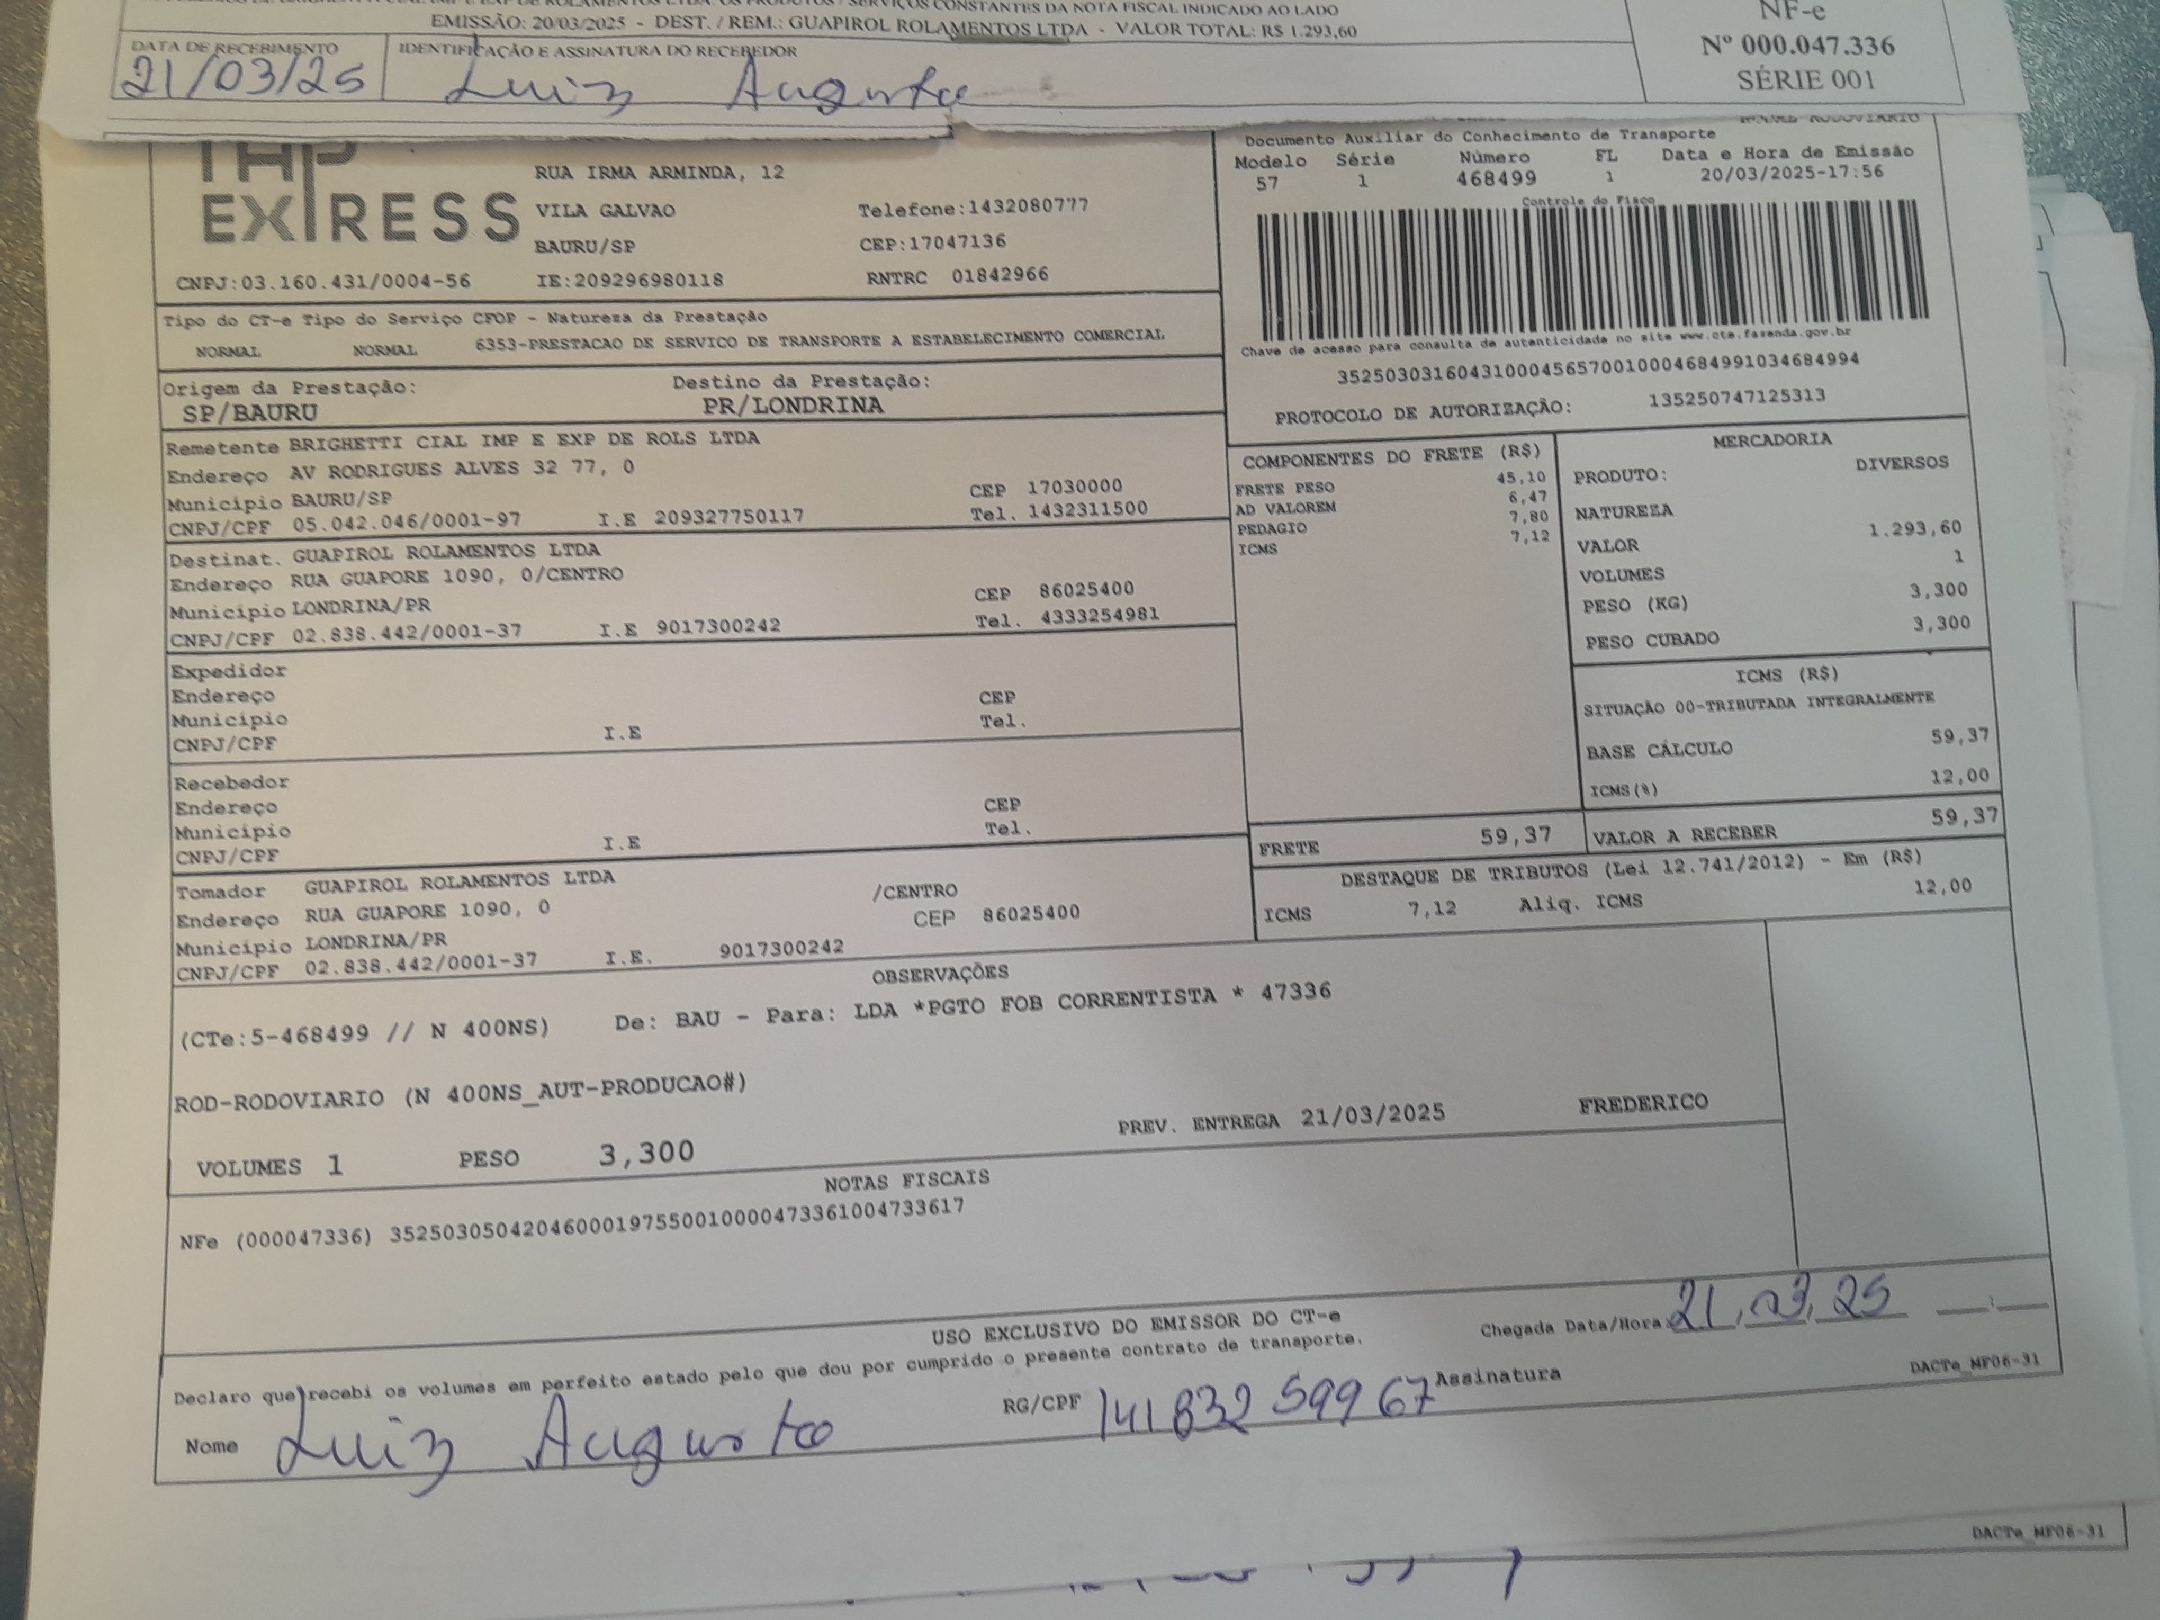 OS PRODUTOS / SERVIÇOS CONSTANTES DA NOTA FISCAL INDICADO AO LADO
EMISSÃO: 20/03/2025 - DEST. / REM.: GUAPIROL ROLAMENTOS LTDA - VALOR TOTAL: R$ 1.293,60
NF-e
Nº 000.047.336
SÉRIE 001
DATA DE RECEBIMENTO
21/03/25
IDENTIFICAÇÃO E ASSINATURA DO RECEBEDOR
Luiz Augusto
EXPRESS
RUA IRMA ARMINDA, 12
VILA GALVAO
Telefone:1432080777
BAURU/SP
CEP:17047136
CNPJ:03.160.431/0004-56
IE:209296980118
RNTRC 01842966
Documento Auxiliar do Conhecimento de Transporte
Modelo Série Número FL Data e Hora de Emissão
57 1 468499 1 20/03/2025-17:56
Controle do Fisco
Chave de acesso para consulta de autenticidade no site www.cte.fazenda.gov.br
35250303160431000456570010004684991034684994
PROTOCOLO DE AUTORIZAÇÃO: 135250747125313
Tipo do CT-e Tipo do Serviço CFOP - Natureza da Prestação
NORMAL NORMAL 6353-PRESTACAO DE SERVICO DE TRANSPORTE A ESTABELECIMENTO COMERCIAL
Origem da Prestação: Destino da Prestação:
SP/BAURU PR/LONDRINA
Remetente BRIGHETTI CIAL IMP E EXP DE ROLS LTDA
Endereço AV RODRIGUES ALVES 32 77, 0
Município BAURU/SP CEP 17030000
CNPJ/CPF 05.042.046/0001-97 I.E 209327750117 Tel. 1432311500
Destinat. GUAPIROL ROLAMENTOS LTDA
Endereço RUA GUAPORE 1090, 0/CENTRO
Município LONDRINA/PR CEP 86025400
CNPJ/CPF 02.838.442/0001-37 I.E 9017300242 Tel. 4333254981
Expedidor
Endereço CEP
Município Tel.
CNPJ/CPF I.E
Recebedor
Endereço CEP
Município Tel.
CNPJ/CPF I.E
Tomador GUAPIROL ROLAMENTOS LTDA /CENTRO
Endereço RUA GUAPORE 1090, 0 CEP 86025400
Município LONDRINA/PR
CNPJ/CPF 02.838.442/0001-37 I.E. 9017300242
COMPONENTES DO FRETE (R$)
FRETE PESO 45,10
AD VALOREM 6,47
PEDAGIO 7,80
ICMS 7,12
MERCADORIA
PRODUTO: DIVERSOS
NATUREZA
VALOR 1.293,60
VOLUMES 1
PESO (KG) 3,300
PESO CUBADO 3,300
ICMS (R$)
SITUAÇÃO 00-TRIBUTADA INTEGRALMENTE
BASE CÁLCULO 59,37
ICMS(%) 12,00
FRETE 59,37 VALOR A RECEBER 59,37
DESTAQUE DE TRIBUTOS (Lei 12.741/2012) - Em (R$)
ICMS 7,12 Aliq. ICMS 12,00
OBSERVAÇÕES
(CTe:5-468499 // N 400NS) De: BAU - Para: LDA *PGTO FOB CORRENTISTA * 47336
ROD-RODOVIARIO (N 400NS_AUT-PRODUCAO#)
PREV. ENTREGA 21/03/2025 FREDERICO
VOLUMES 1 PESO 3,300
NOTAS FISCAIS
NFe (000047336) 35250305042046000197550010000473361004733617
USO EXCLUSIVO DO EMISSOR DO CT-e
Declaro que recebi os volumes em perfeito estado pelo que dou por cumprido o presente contrato de transporte.
Chegada Data/Hora: 21, 03, 25
Nome Luiz Augusto RG/CPF 141 832 599 67 Assinatura
DACTe_MF06-31
DACTe_MF06-31